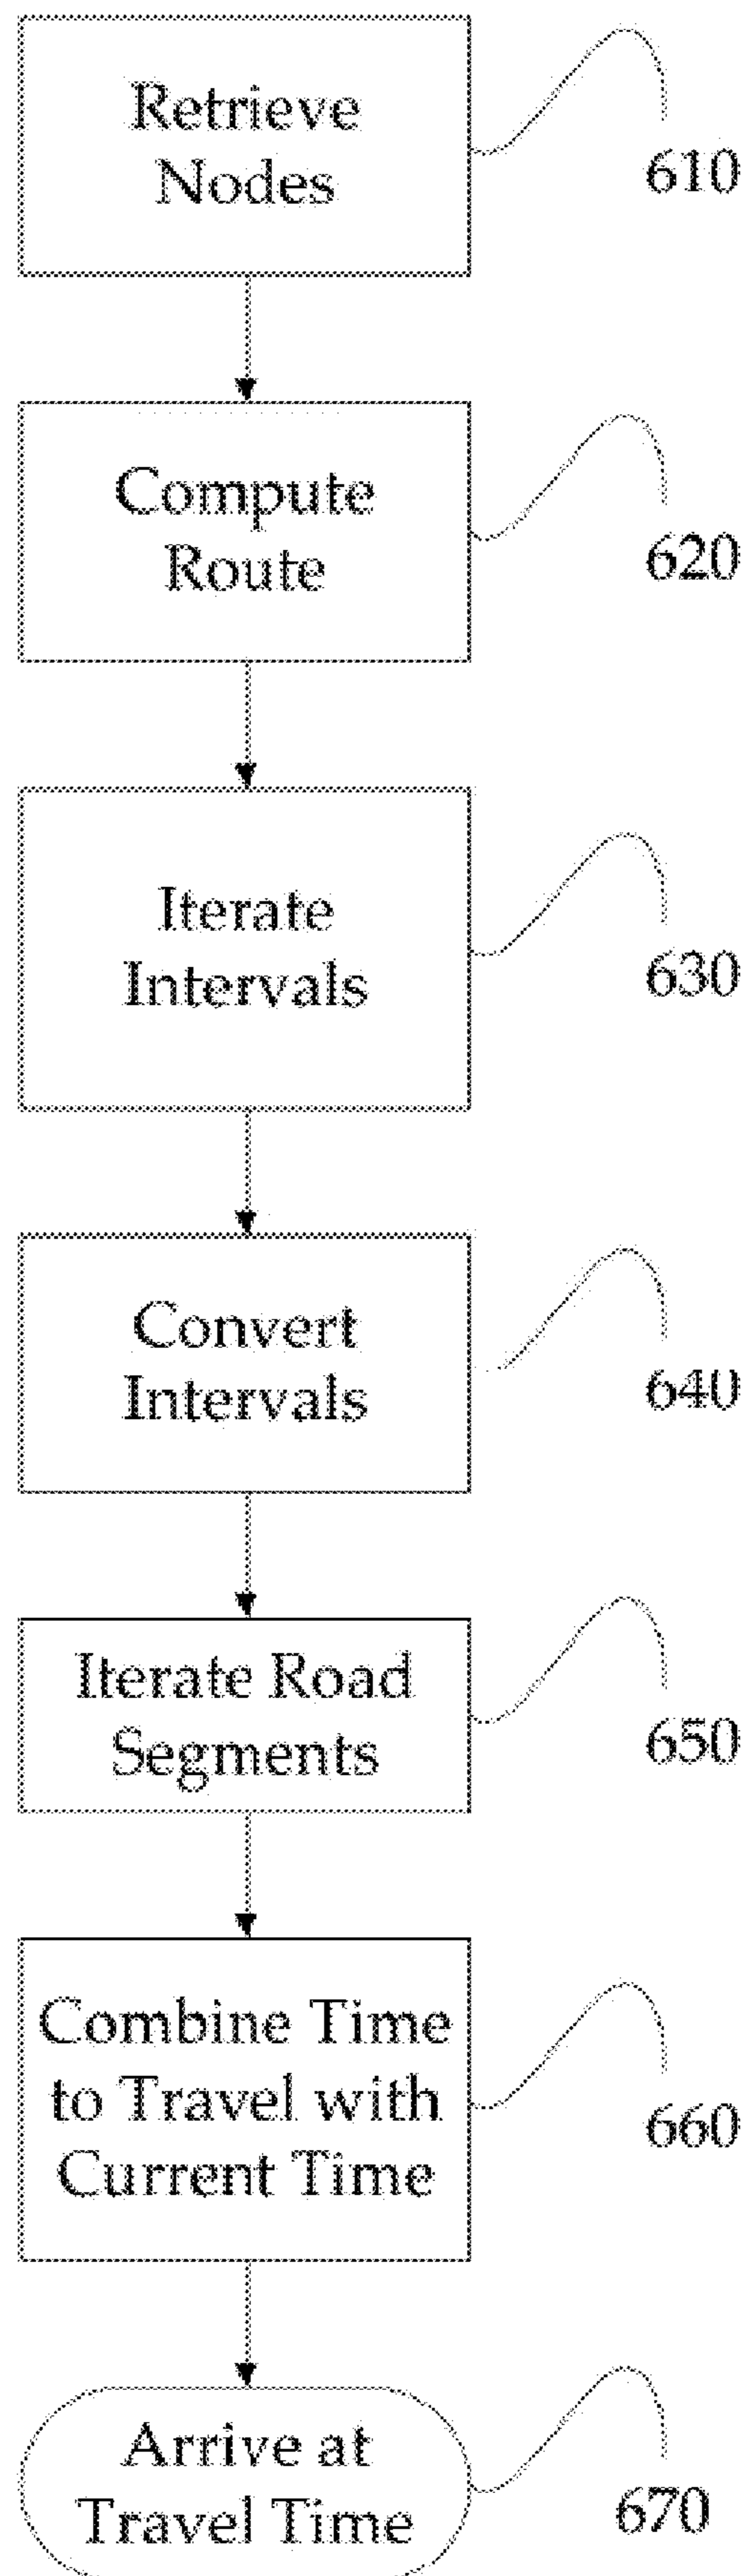 Retrieve
Nodes
610
Compute
Route
620
Iterate
Intervals
630
Convert
Intervals
640
Iterate Road
Segments
650
Combine Time
to Travel with
Current Time
660
Arrive at
Travel Time
670